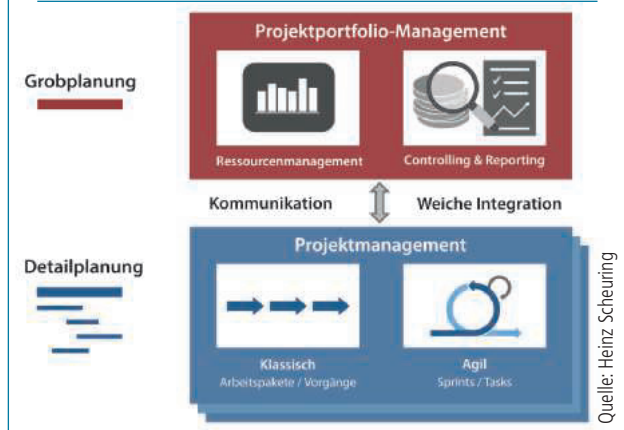 Projektportfolio-Management
Grobplanung
Ressourcenmanagement
Controlling & Reporting
Kommunikation
Weiche Integration
Detailplanung
Projektmanagement
Klassisch
Arbeitspakete / Vorgänge
Agil
Sprints / Tasks
Quelle: Heinz Scheuring